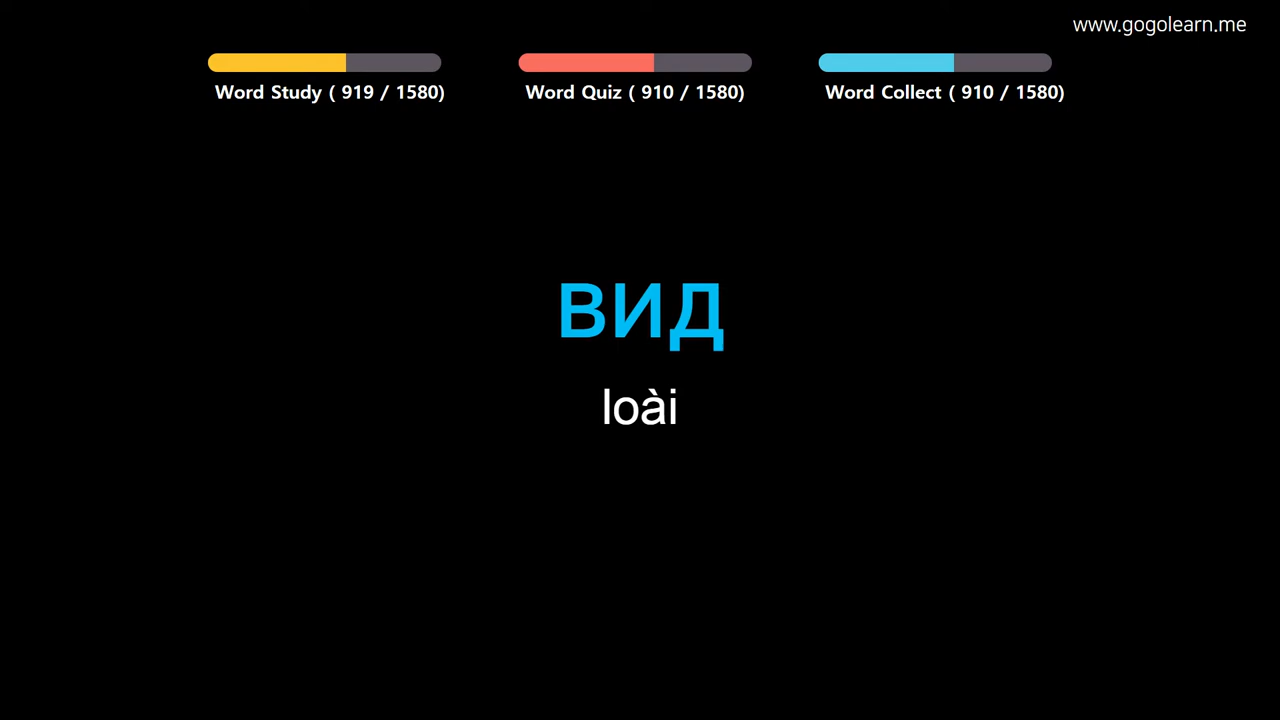 www.gogolearn.me
Word Study ( 919 / 1580)
Word Quiz ( 910 / 1580)
Word Collect ( 910 / 1580)
вид
loài